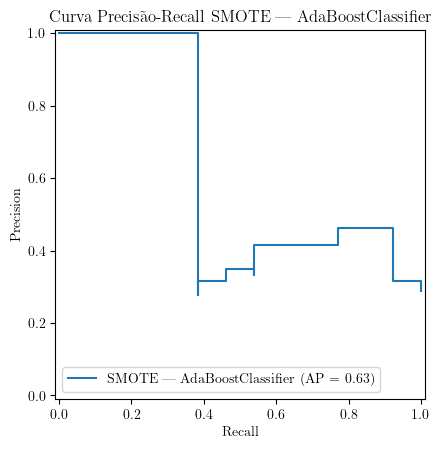 Curva Precisão-Recall SMOTE — AdaBoostClassifier
1.0
0.8
0.6
0.4
0.2
0.0
Precision
SMOTE — AdaBoostClassifier (AP = 0.63)
0.0 0.2 0.4 0.6 0.8 1.0
Recall